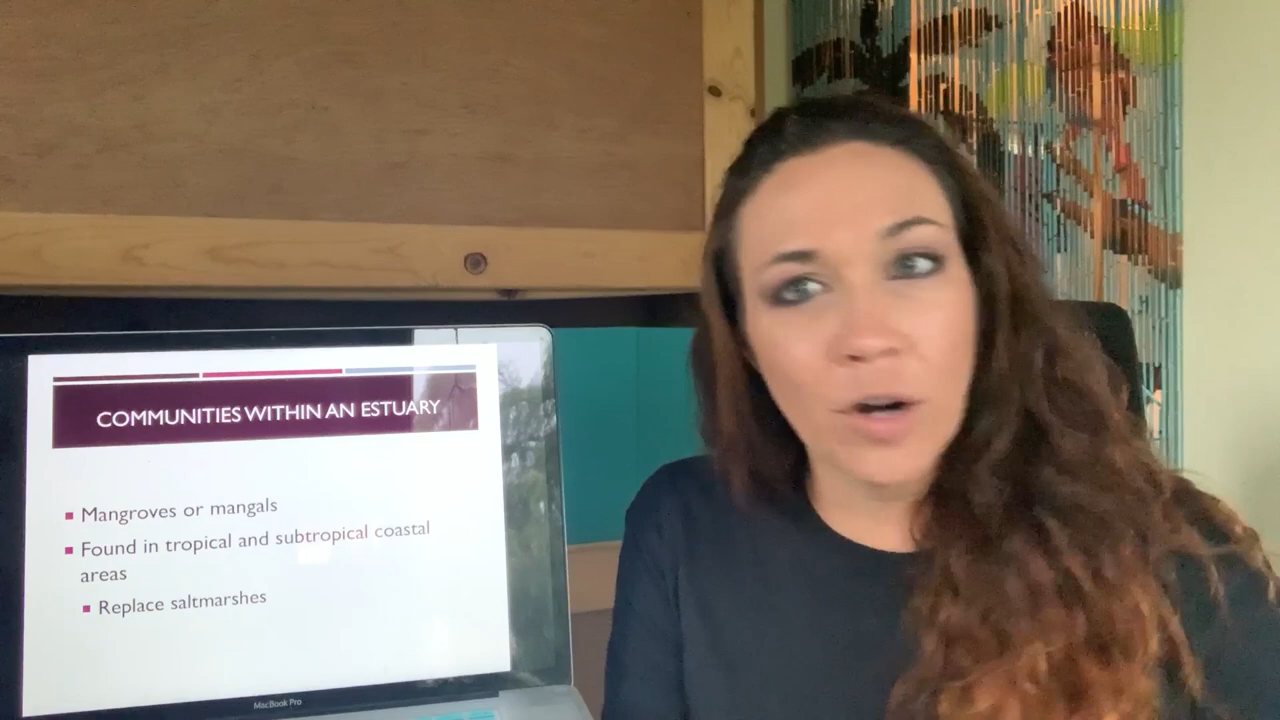 COMMUNITIES WITHIN AN ESTUARY
Mangroves or mangals
Found in tropical and subtropical coastal
areas
Replace saltmarshes
MacBook Pro